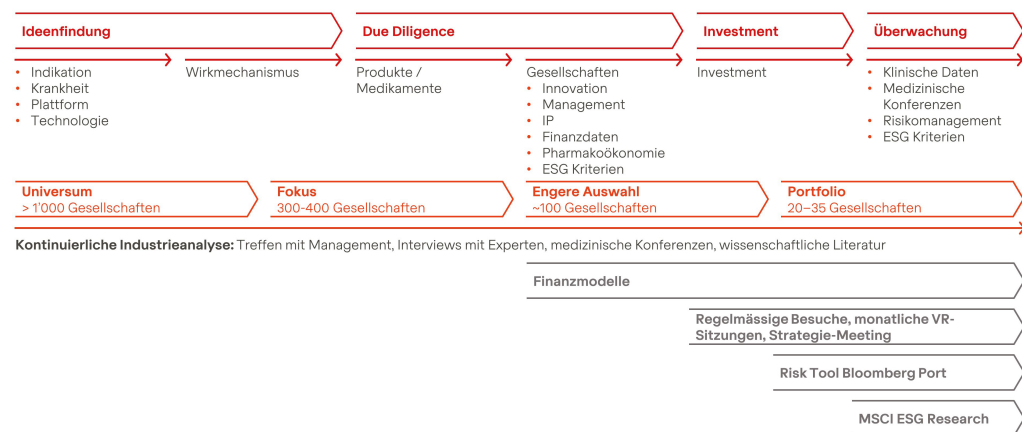 Ideenfindung
Due Diligence
Investment
Überwachung
• Indikation
• Krankheit
• Plattform
• Technologie
Wirkmechanismus
Produkte /
Medikamente
Gesellschaften
• Innovation
• Management
• IP
• Finanzdaten
• Pharmakoökonomie
• ESG Kriterien
Investment
• Klinische Daten
• Medizinische
Konferenzen
• Risikomanagement
• ESG Kriterien
Universum
> 1’000 Gesellschaften
Fokus
300-400 Gesellschaften
Engere Auswahl
~100 Gesellschaften
Portfolio
20–35 Gesellschaften
Kontinuierliche Industrieanalyse: Treffen mit Management, Interviews mit Experten, medizinische Konferenzen, wissenschaftliche Literatur
Finanzmodelle
Regelmässige Besuche, monatliche VR-
Sitzungen, Strategie-Meeting
Risk Tool Bloomberg Port
MSCI ESG Research